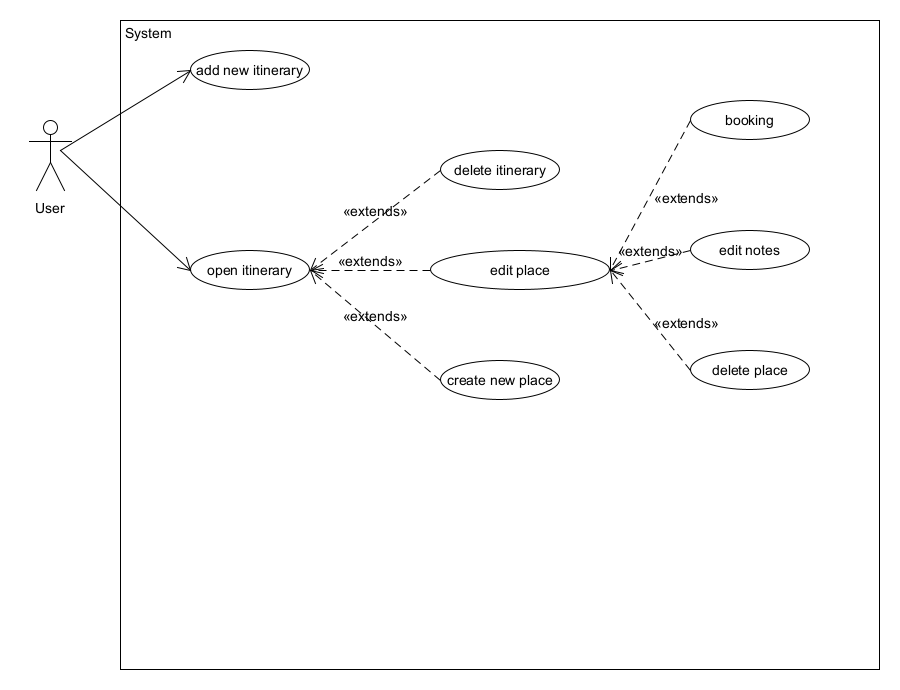 System
add new itinerary
booking
delete itinerary
«extends»
User
«extends»
edit notes
«extends»
«extends»
open itinerary
edit place
«extends»
«extends»
create new place
delete place